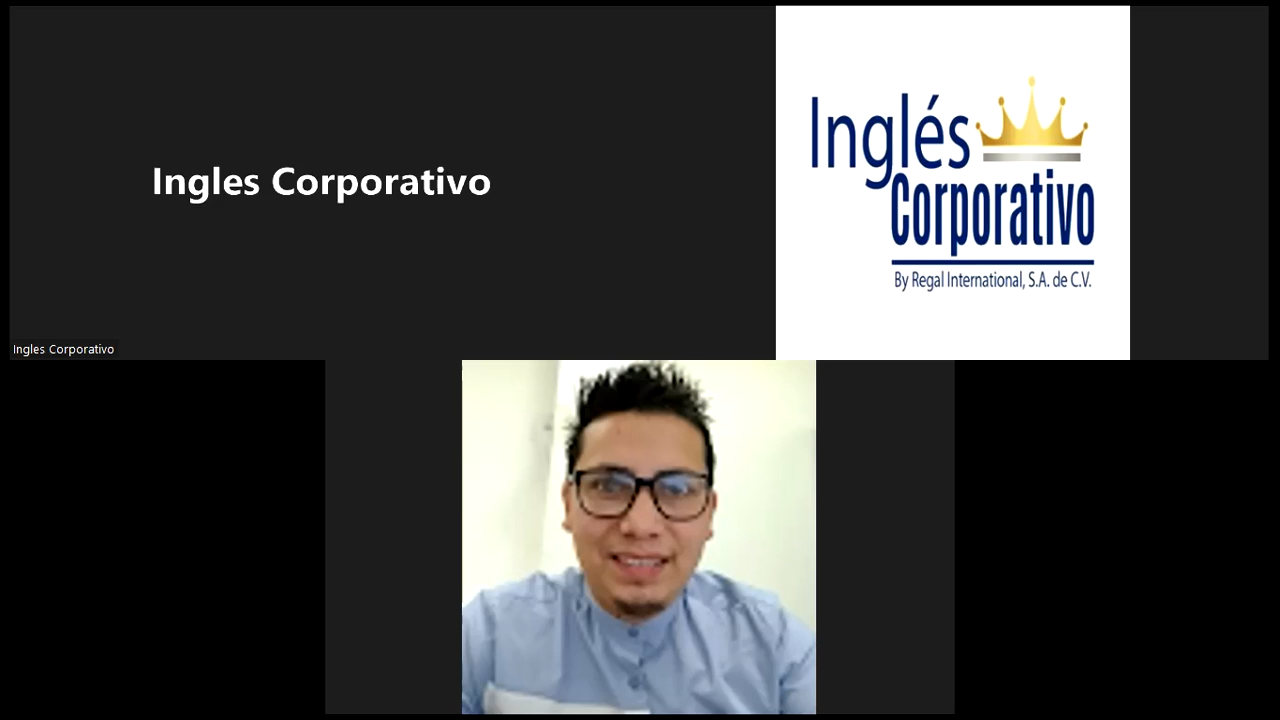 Ingles Corporativo
Inglés
Corporativo
By Regal International, S.A. de C.V.
Ingles Corporativo